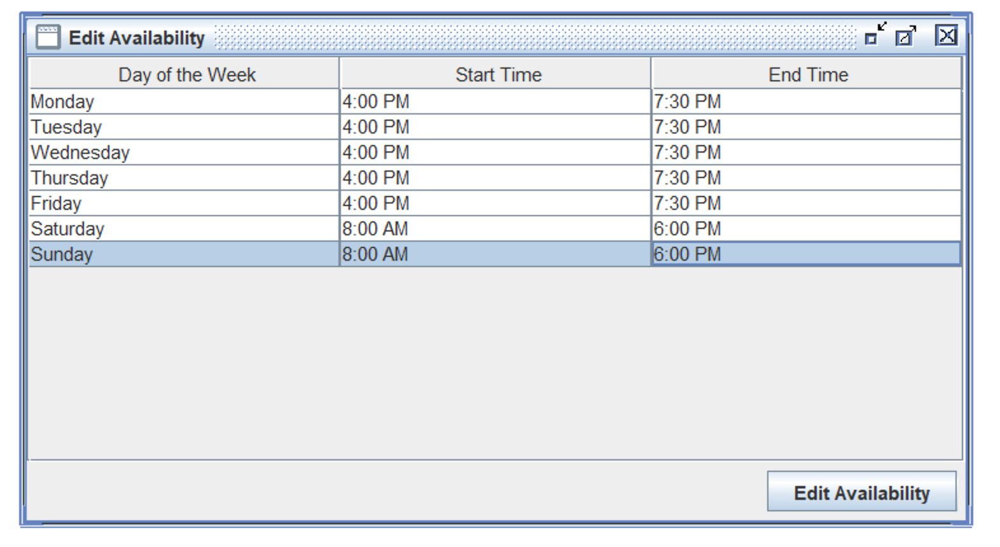 Edit Availability
Day of the Week Start Time End Time
Monday 4:00 PM 7:30 PM
Tuesday 4:00 PM 7:30 PM
Wednesday 4:00 PM 7:30 PM
Thursday 4:00 PM 7:30 PM
Friday 4:00 PM 7:30 PM
Saturday 8:00 AM 6:00 PM
Sunday 8:00 AM 6:00 PM
Edit Availability